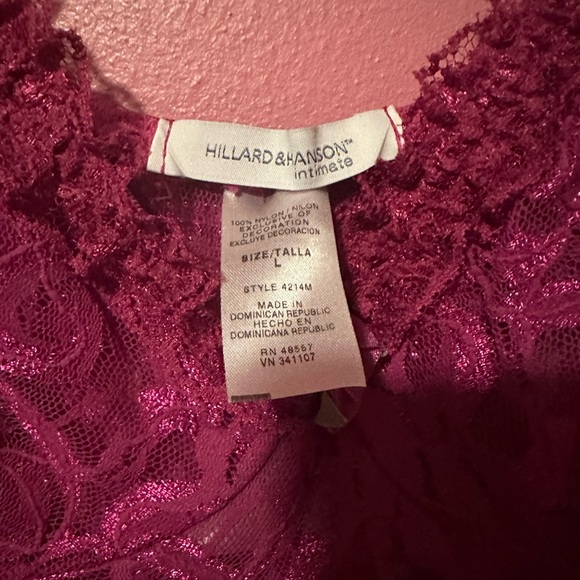 HILLARD & HANSON™
intimate
100% NYLON / NILON
EXCLUSIVE OF
DECORATION
EXCLUYE DECORACION
SIZE/TALLA
L
STYLE 4214M
MADE IN
DOMINICAN REPUBLIC
HECHO EN
DOMINICANA REPUBLIC
RN 48567
VN 341107